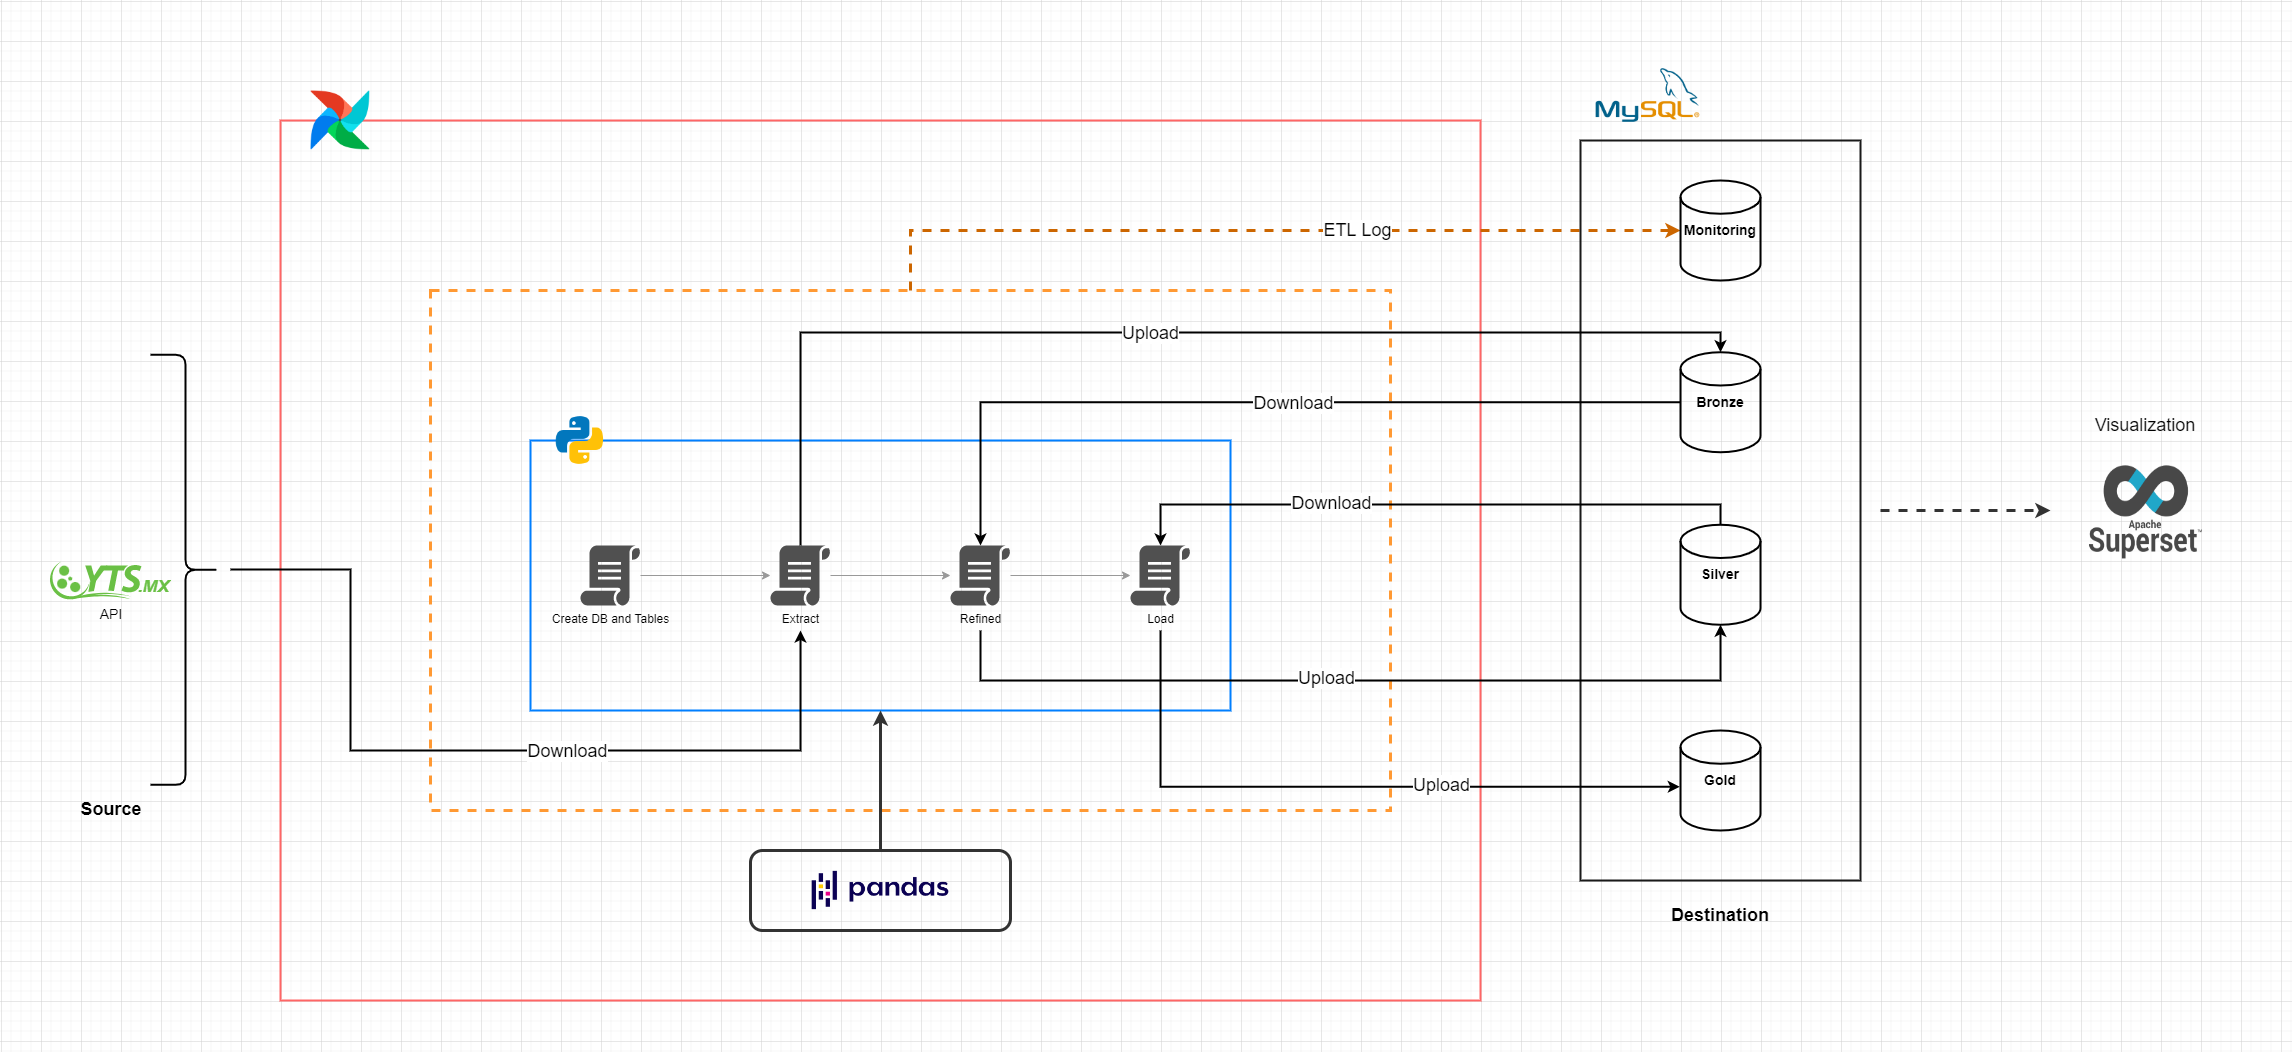 MySQL®
ETL Log
Monitoring
Upload
Download
Bronze
Visualization
Download
Apache
Superset™
Silver
YTS.MX
API
Create DB and Tables
Extract
Refined
Load
Upload
Download
Upload
Gold
Source
pandas
Destination